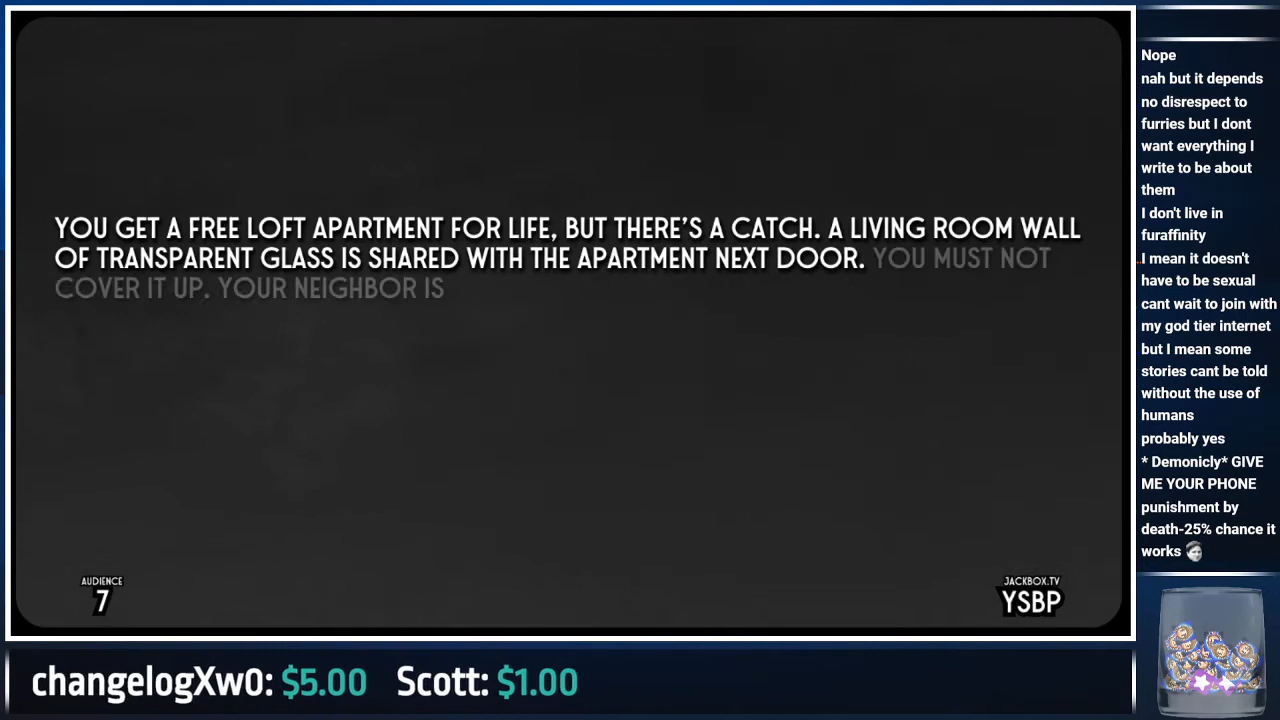 YOU GET A FREE LOFT APARTMENT FOR LIFE, BUT THERE'S A CATCH. A LIVING ROOM WALL
OF TRANSPARENT GLASS IS SHARED WITH THE APARTMENT NEXT DOOR. YOU MUST NOT
COVER IT UP. YOUR NEIGHBOR IS
AUDIENCE
7
JACKBOX.TV
YSBP
Nope
nah but it depends
no disrespect to
furries but I dont
want everything I
write to be about
them
I don't live in
furaffinity
I mean it doesn't
have to be sexual
cant wait to join with
my god tier internet
but I mean some
stories cant be told
without the use of
humans
probably yes
* Demonicly* GIVE
ME YOUR PHONE
punishment by
death-25% chance it
works
changelogXw0: $5.00 Scott: $1.00